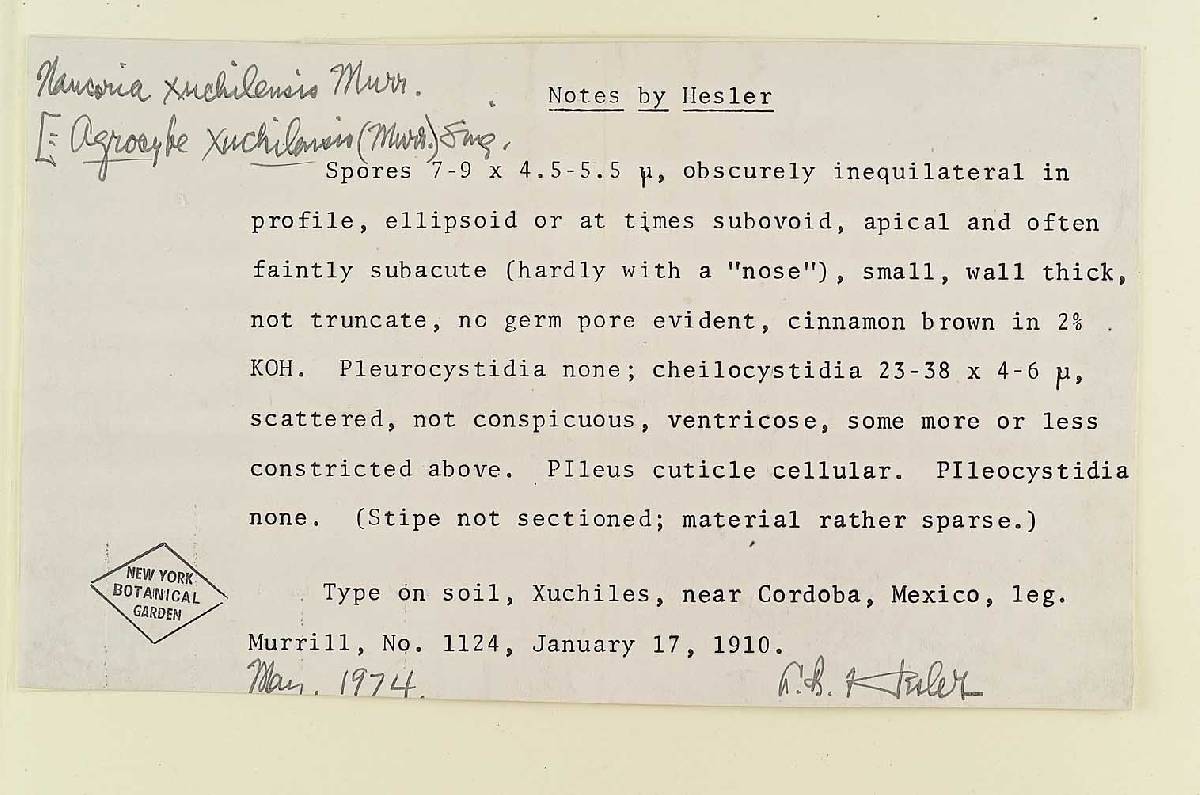 Naucoria xuchilensis Murr.
[= Agrocybe xuchilensis (Murr.) Sing.
Notes by Hesler
Spores 7-9 x 4.5-5.5 µ, obscurely inequilateral in
profile, ellipsoid or at times subovoid, apical and often
faintly subacute (hardly with a "nose"), small, wall thick,
not truncate, no germ pore evident, cinnamon brown in 2%
KOH. Pleurocystidia none; cheilocystidia 23-38 x 4-6 µ,
scattered, not conspicuous, ventricose, some more or less
constricted above. PIleus cuticle cellular. PIleocystidia
none. (Stipe not sectioned; material rather sparse.)
NEW YORK
BOTANICAL
GARDEN
Type on soil, Xuchiles, near Cordoba, Mexico, leg.
Murrill, No. 1124, January 17, 1910.
1974.
L. R. Hesler